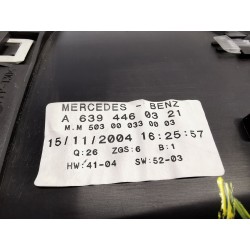 MERCEDES - BENZ
A 639 446 03 21
M.M 503 00 033 00 03
15/11/2004 16:25:57
Q:26 ZGS:6 B:1
HW:41-04 SW:52-03